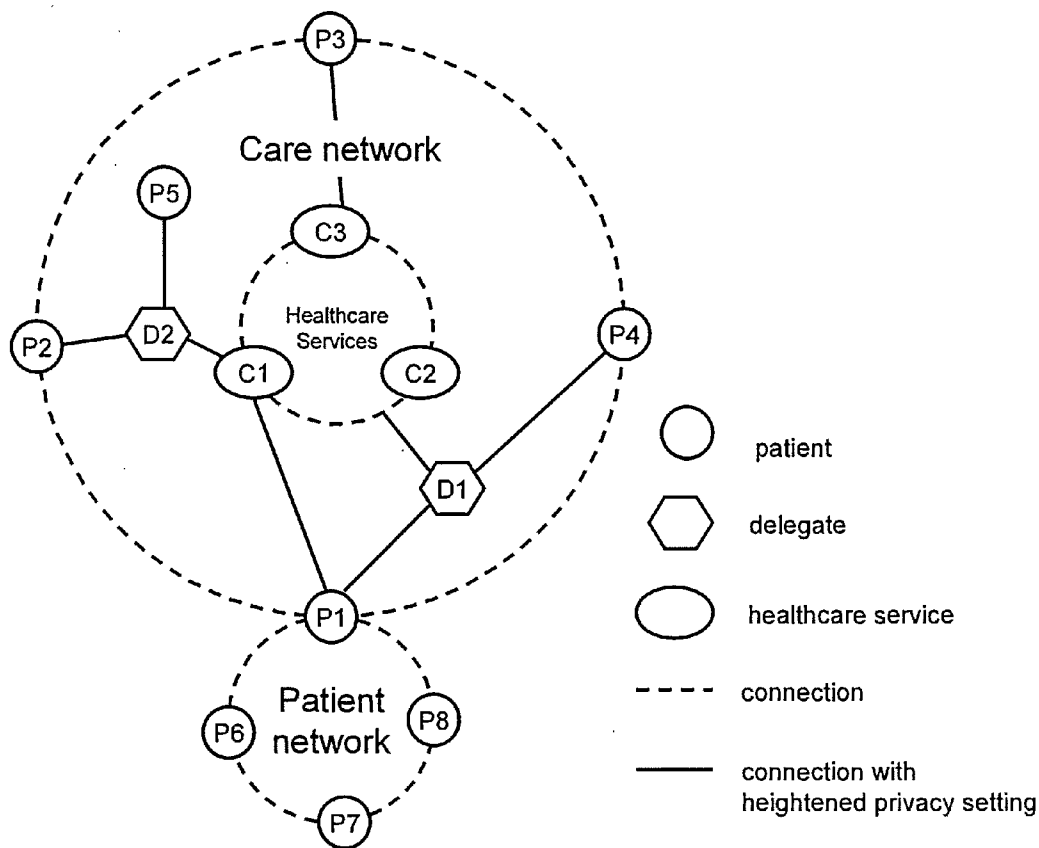 P3
Care network
P5
C3
Healthcare
Services
P2
D2
P4
C1
C2
D1
P1
Patient
network
P6
P8
P7
patient
delegate
healthcare service
connection
connection with
heightened privacy setting